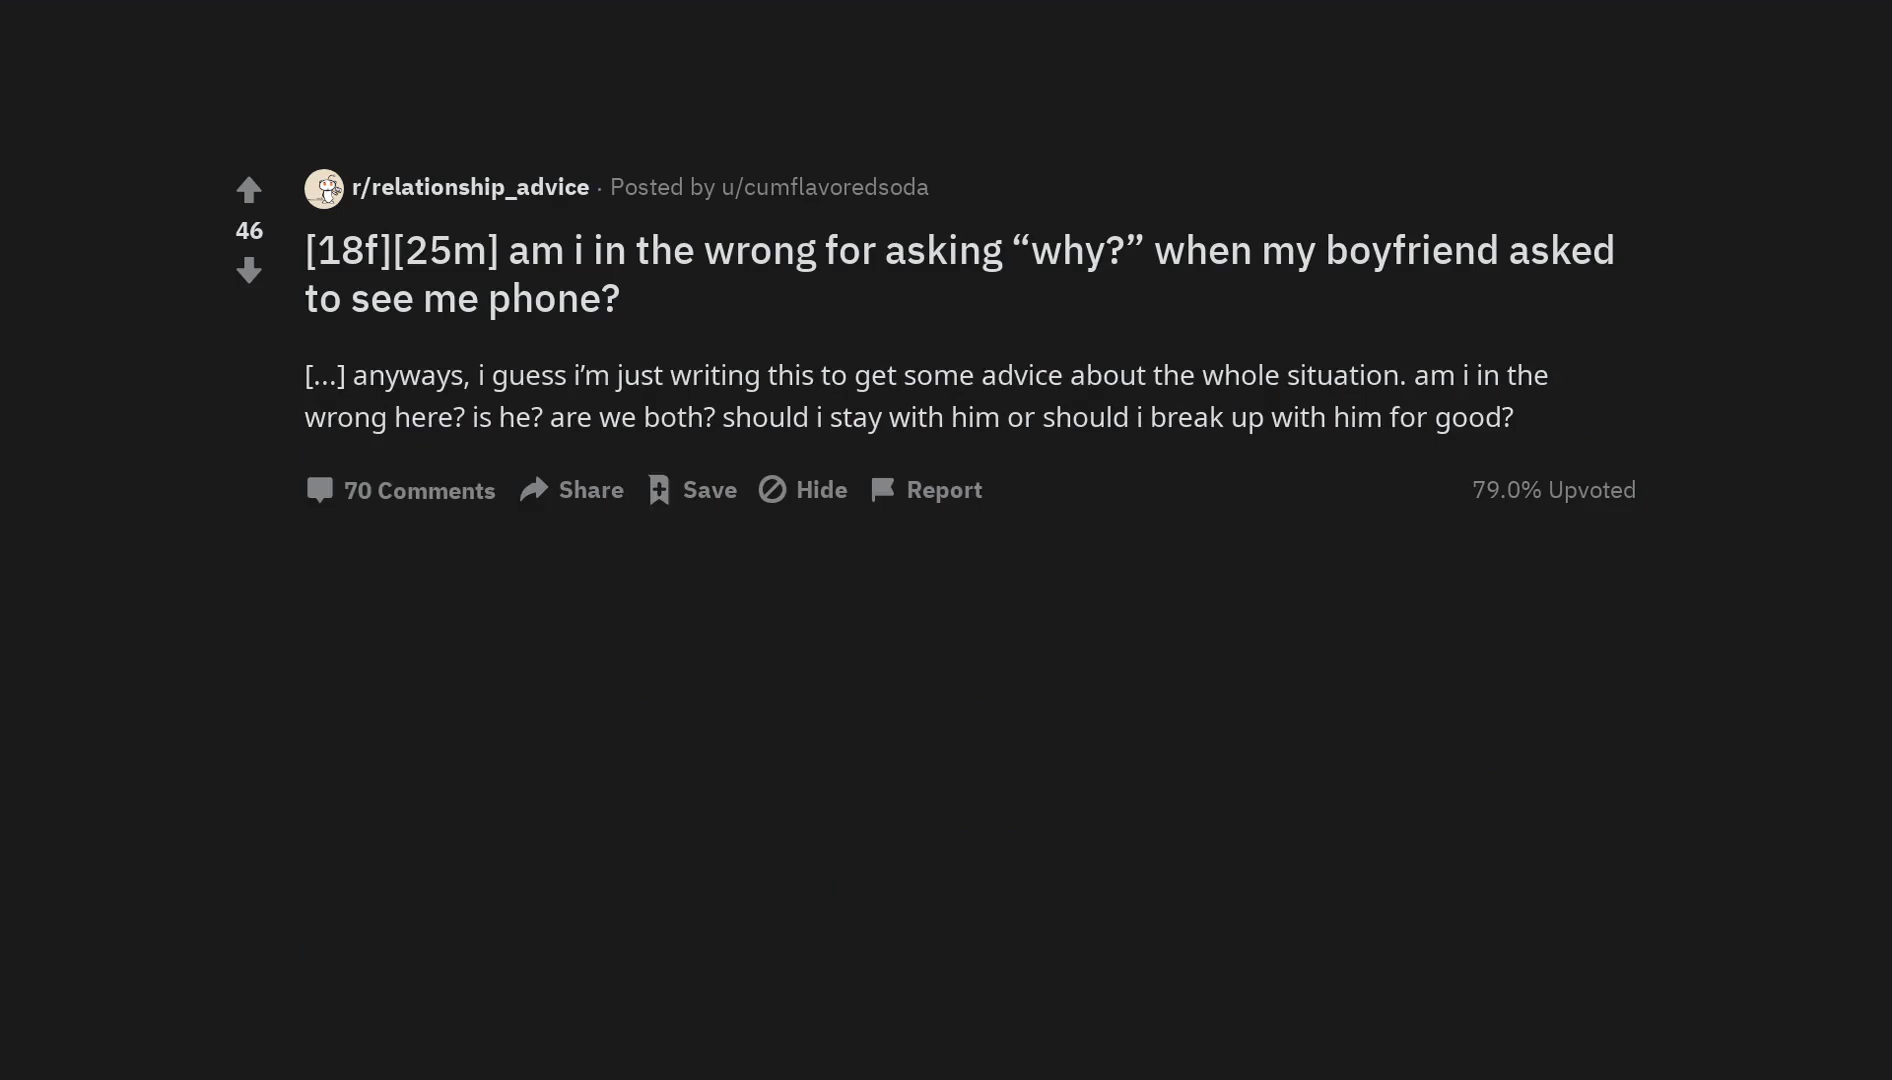 r/relationship_advice · Posted by u/cumflavoredsoda
46
[18f][25m] am i in the wrong for asking “why?” when my boyfriend asked
to see me phone?
[...] anyways, i guess i’m just writing this to get some advice about the whole situation. am i in the
wrong here? is he? are we both? should i stay with him or should i break up with him for good?
70 Comments Share Save Hide Report 79.0% Upvoted